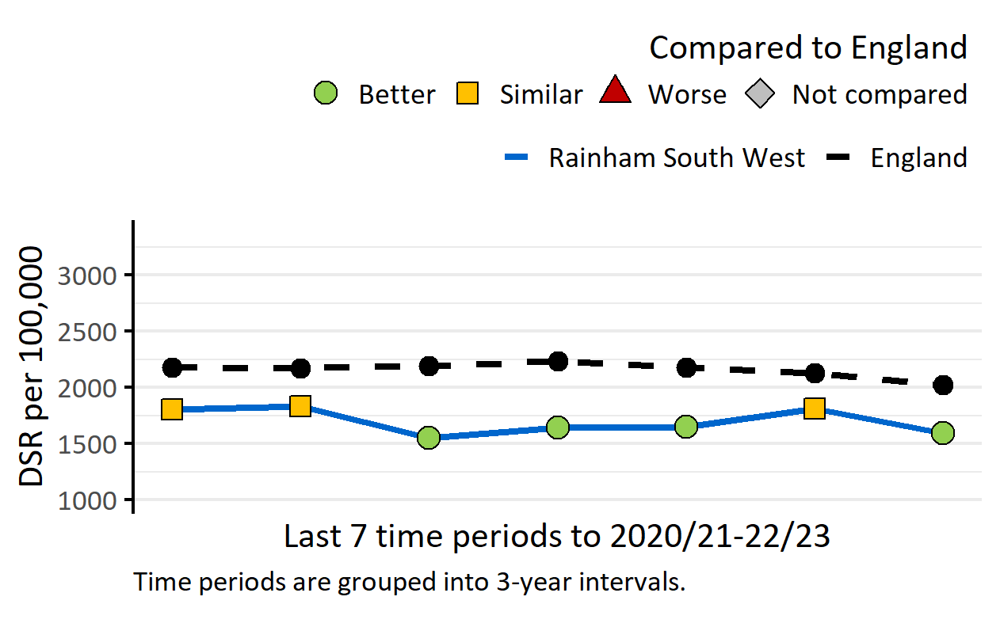 Compared to England
Better Similar Worse Not compared
Rainham South West England
DSR per 100,000
3000
2500
2000
1500
1000
Last 7 time periods to 2020/21-22/23
Time periods are grouped into 3-year intervals.